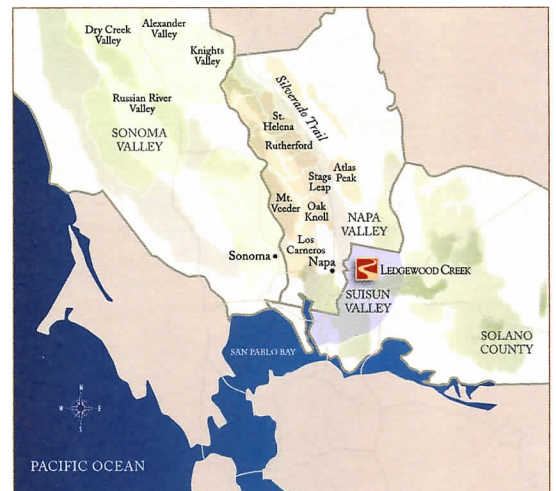 Dry Creek
Valley
Alexander
Valley
Knights
Valley
Russian River
Valley
SONOMA
VALLEY
Silverado Trail
St.
Helena
Rutherford
Atlas
Peak
Stags
Leap
Mt.
Veeder
Oak
Knoll
NAPA
VALLEY
Los
Carneros
Sonoma
Napa
LEDGEWOOD CREEK
SUISUN
VALLEY
SOLANO
COUNTY
SAN PABLO BAY
N
W
E
S
PACIFIC OCEAN